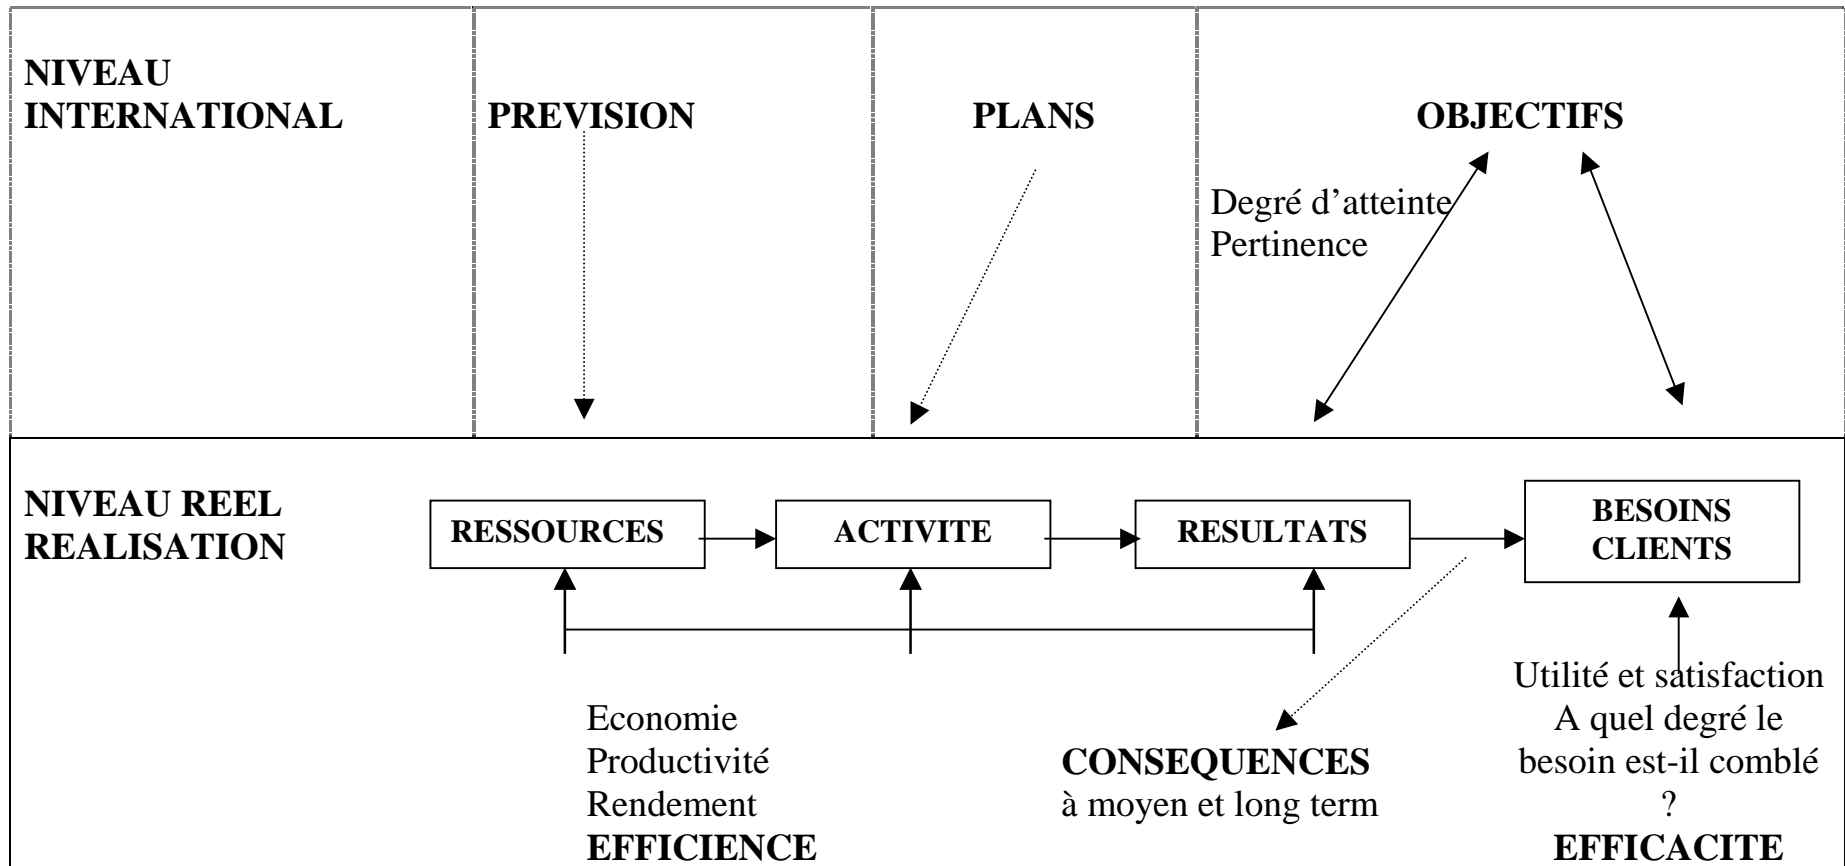 NIVEAU
INTERNATIONAL
PREVISION
PLANS
OBJECTIFS
Degré d’atteinte
Pertinence
NIVEAU REEL
REALISATION
RESSOURCES
ACTIVITE
RESULTATS
BESOINS
CLIENTS
Economie
Productivité
Rendement
EFFICIENCE
CONSEQUENCES
à moyen et long term
Utilité et satisfaction
A quel degré le
besoin est-il comblé
?
EFFICACITE